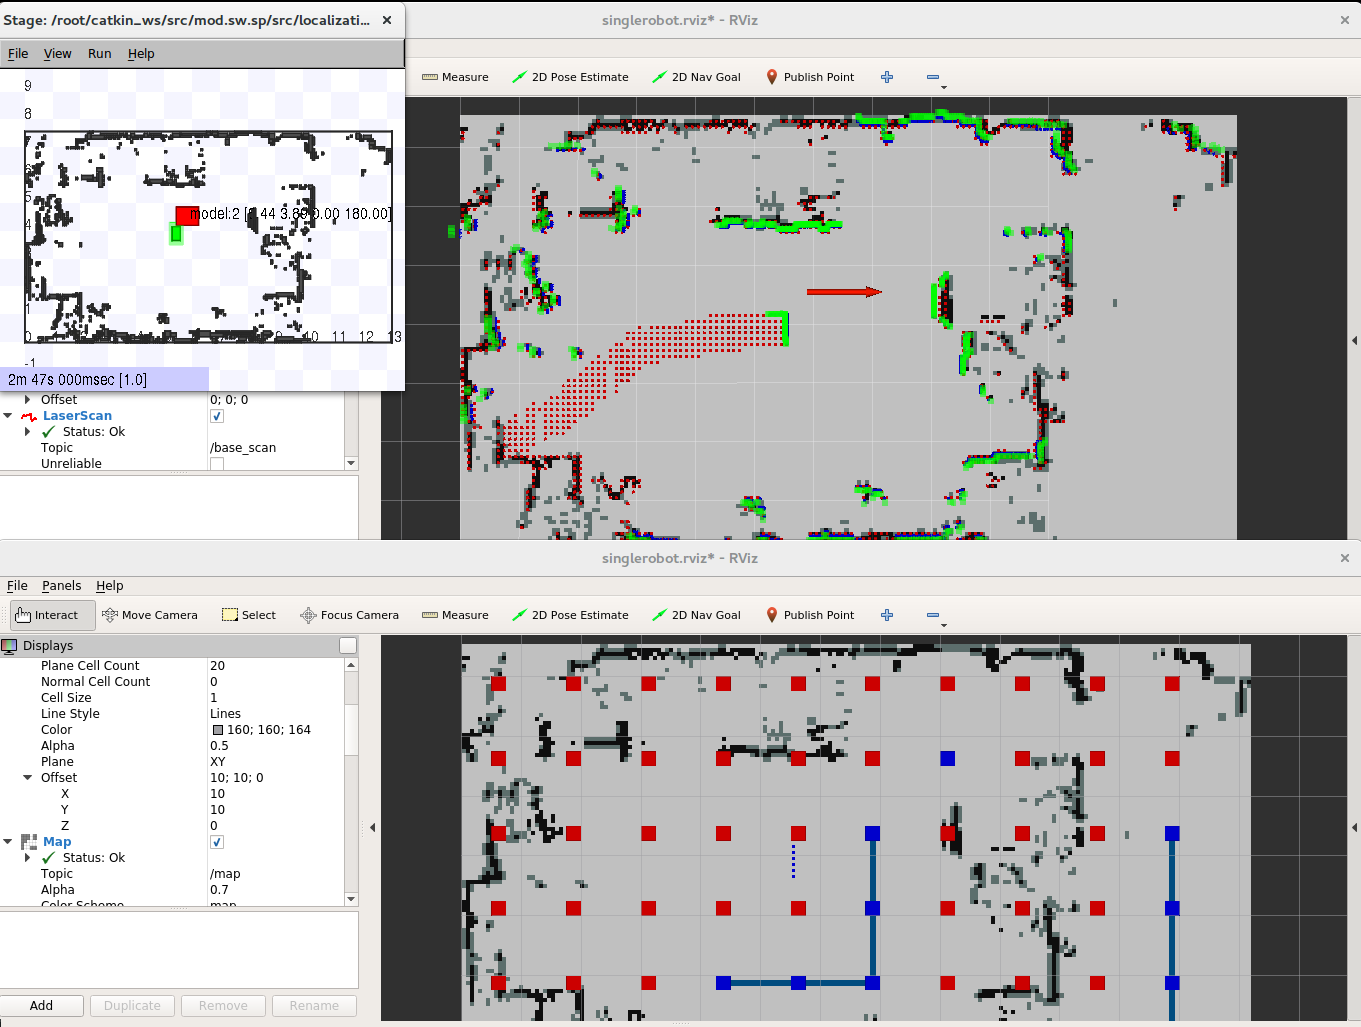 Stage: /root/catkin_ws/src/mod.sw.sp/src/localizati...
singlerobot.rviz* - RViz
File View Run Help
Measure 2D Pose Estimate 2D Nav Goal Publish Point
9
8
7
5
model:2 [ .44 3.89 0.00 180.00]
4
3
1
0 10 11 12 13
-1
2m 47s 000msec [1.0]
Offset 0; 0; 0
LaserScan
Status: Ok
Topic /base_scan
Unreliable
singlerobot.rviz* - RViz
File Panels Help
Interact Move Camera Select Focus Camera Measure 2D Pose Estimate 2D Nav Goal Publish Point
Displays
Plane Cell Count 20
Normal Cell Count 0
Cell Size 1
Line Style Lines
Color 160; 160; 164
Alpha 0.5
Plane XY
Offset 10; 10; 0
X 10
Y 10
Z 0
Map
Status: Ok
Topic /map
Alpha 0.7
Color Scheme map
Add Duplicate Remove Rename